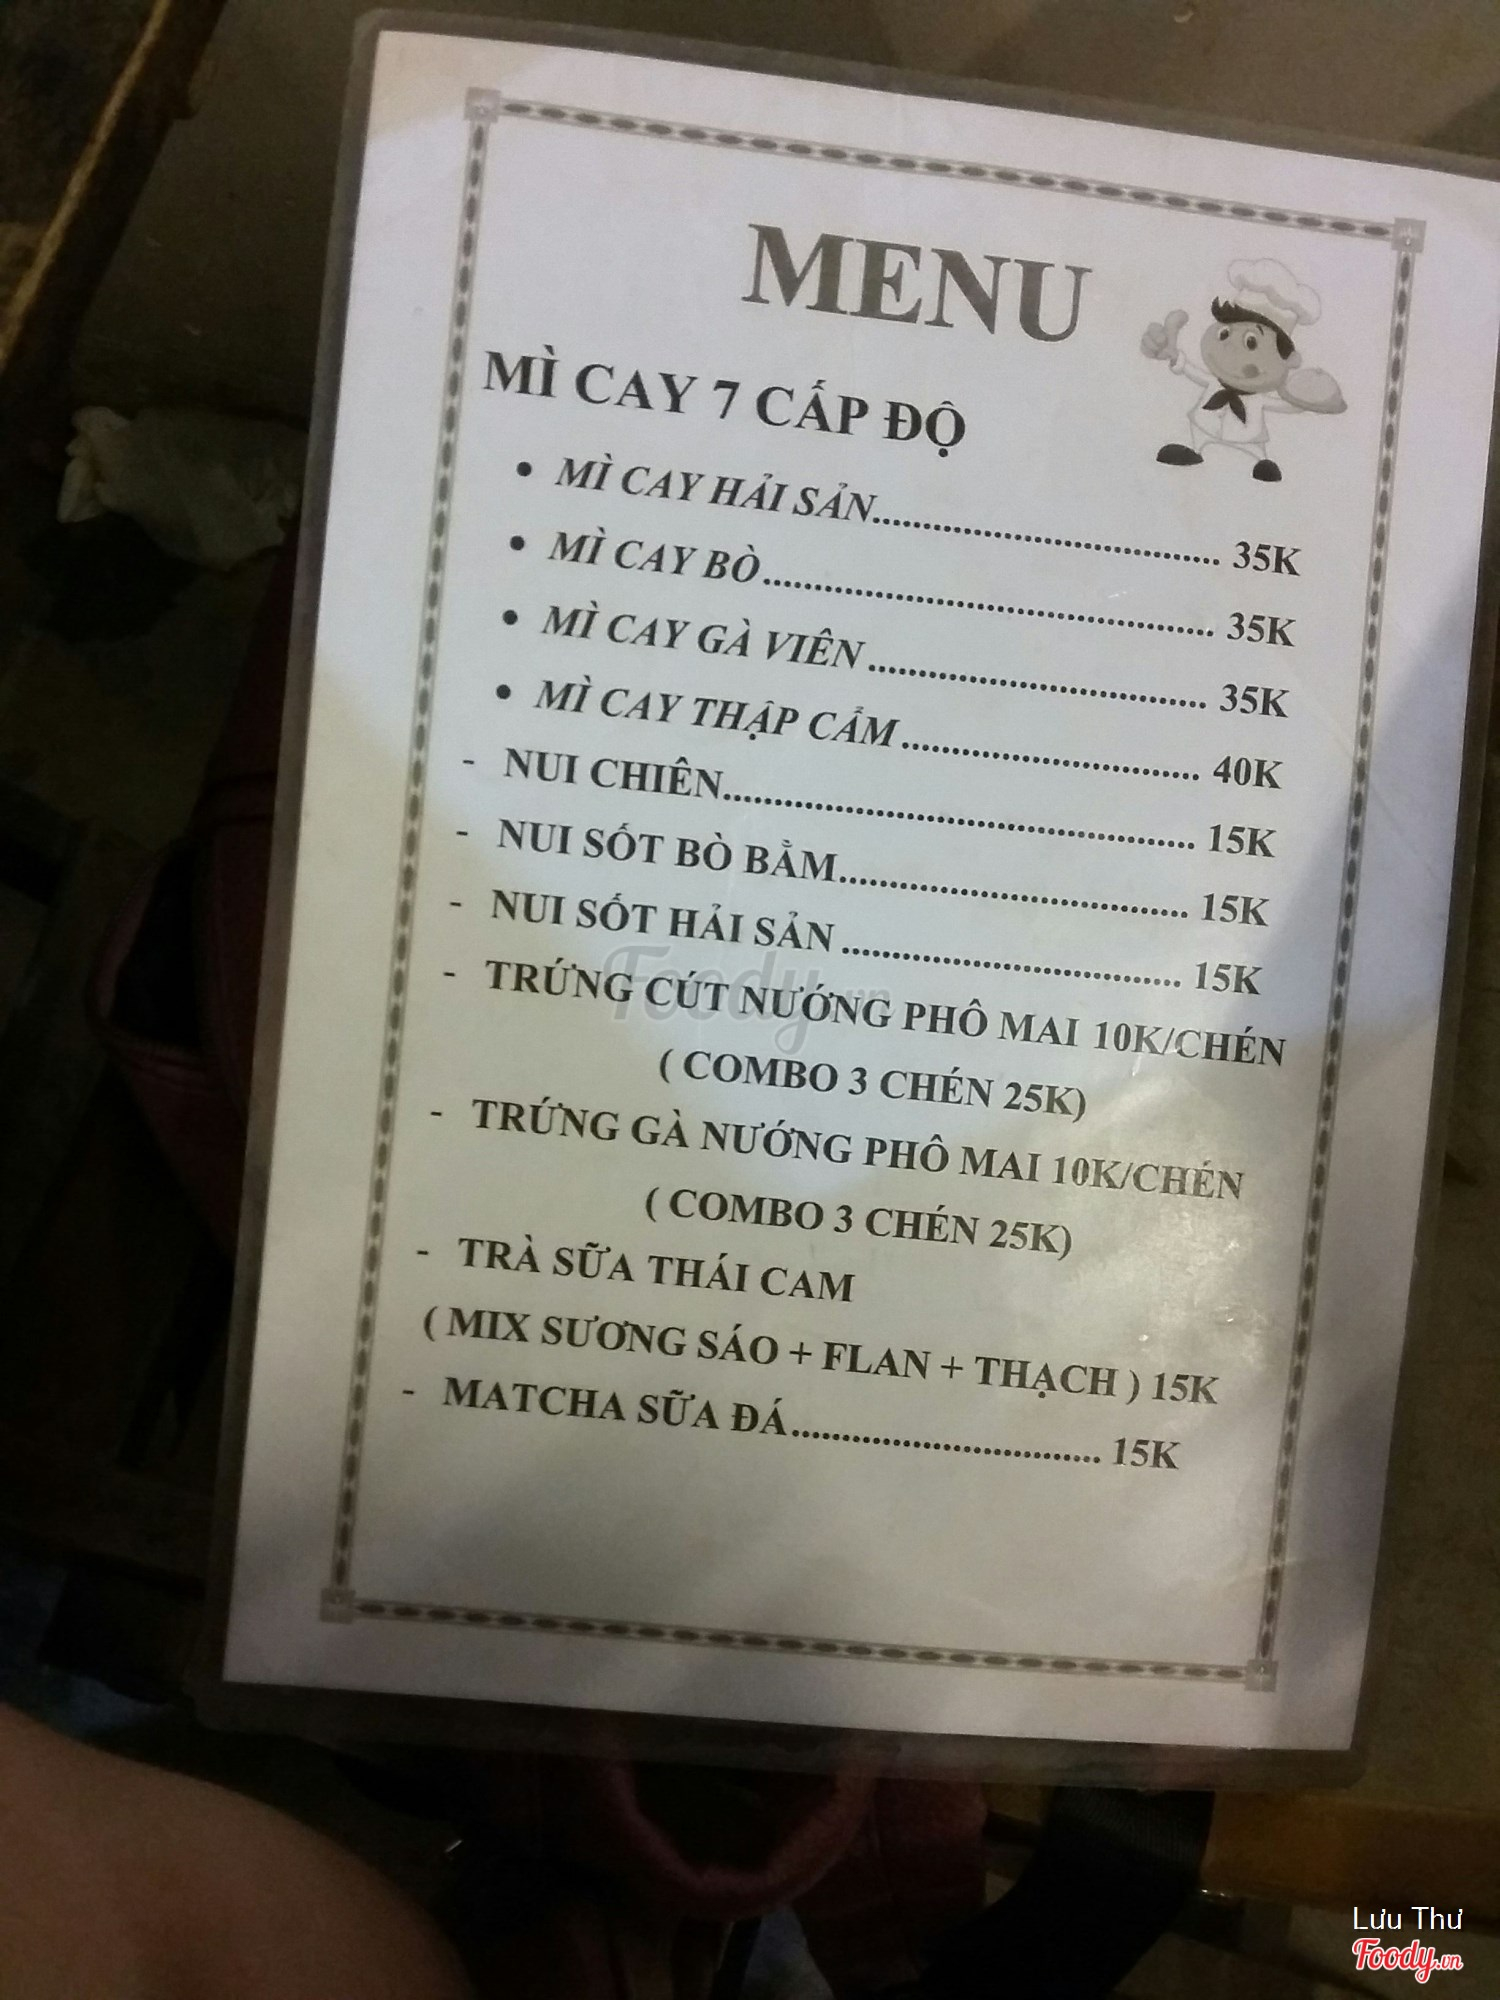 MENU
MÌ CAY 7 CẤP ĐỘ
• MÌ CAY HẢI SẢN.................................. 35K
• MÌ CAY BÒ............................................. 35K
• MÌ CAY GÀ VIÊN.................................. 35K
• MÌ CAY THẬP CẨM.............................. 40K
- NUI CHIÊN............................................... 15K
- NUI SỐT BÒ BẰM................................... 15K
- NUI SỐT HẢI SẢN.................................. 15K
- TRỨNG CÚT NƯỚNG PHÔ MAI 10K/CHÉN
( COMBO 3 CHÉN 25K)
- TRỨNG GÀ NƯỚNG PHÔ MAI 10K/CHÉN
( COMBO 3 CHÉN 25K)
- TRÀ SỮA THÁI CAM
( MIX SƯƠNG SÁO + FLAN + THẠCH ) 15K
- MATCHA SỮA ĐÁ............................... 15K
Foody.vn
Lưu Thư
Foody.vn